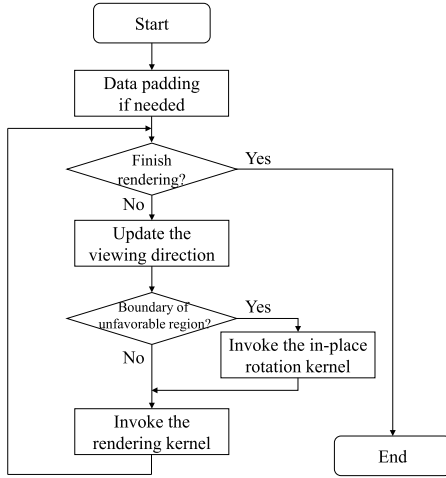 Start
Data padding
if needed
Finish
rendering?
Yes
No
Update the
viewing direction
Boundary of
unfavorable region?
Yes
No
Invoke the in-place
rotation kernel
Invoke the
rendering kernel
End